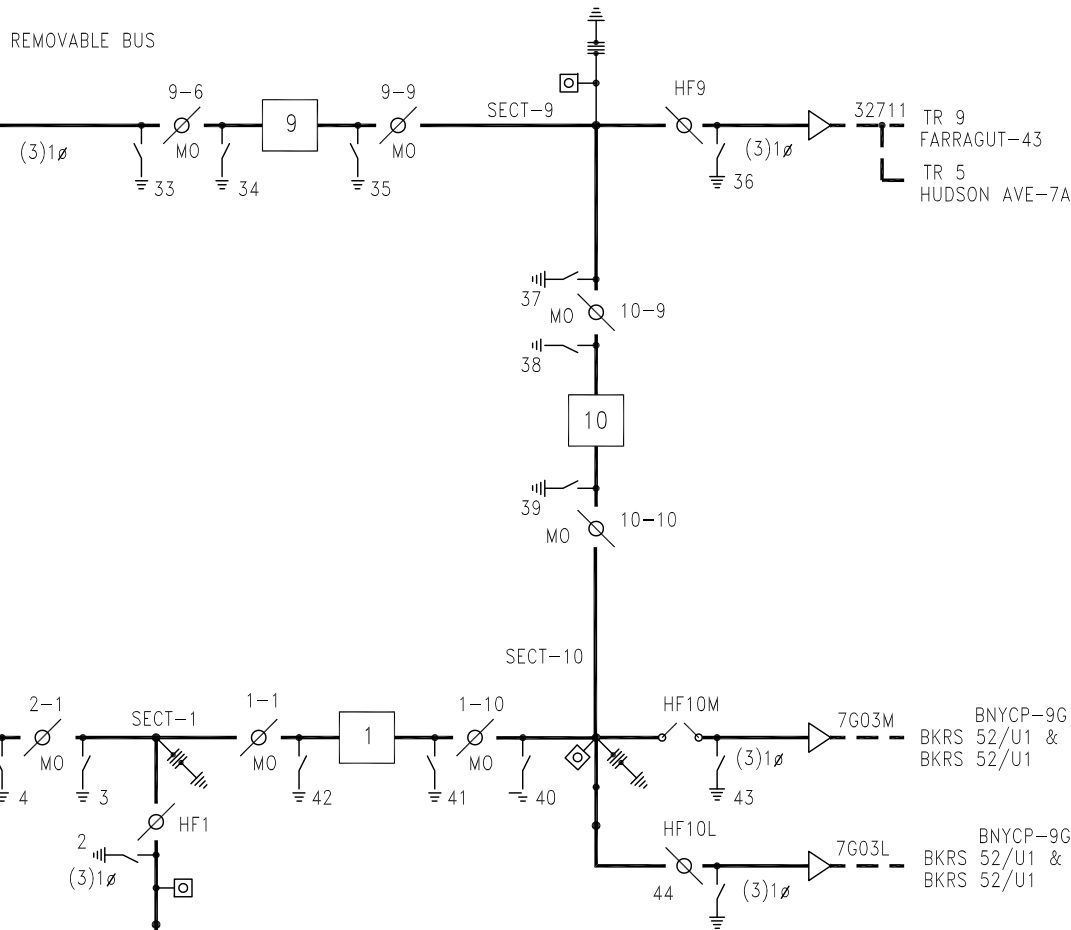 REMOVABLE BUS
9-6
9-9
SECT-9
HF9
32711
TR 9
FARRAGUT-43
9
MO
MO
(3)1ø
(3)1ø
TR 5
HUDSON AVE-7A
33
34
35
36
37
MO
10-9
38
10
39
MO
10-10
SECT-10
2-1
SECT-1
1-1
1-10
HF10M
7G03M
BNYCP-9G
BKRS 52/U1 &
BKRS 52/U1
1
MO
MO
MO
(3)1ø
4
3
42
41
40
43
HF1
2
(3)1ø
HF10L
7G03L
BNYCP-9G
BKRS 52/U1 &
BKRS 52/U1
44
(3)1ø